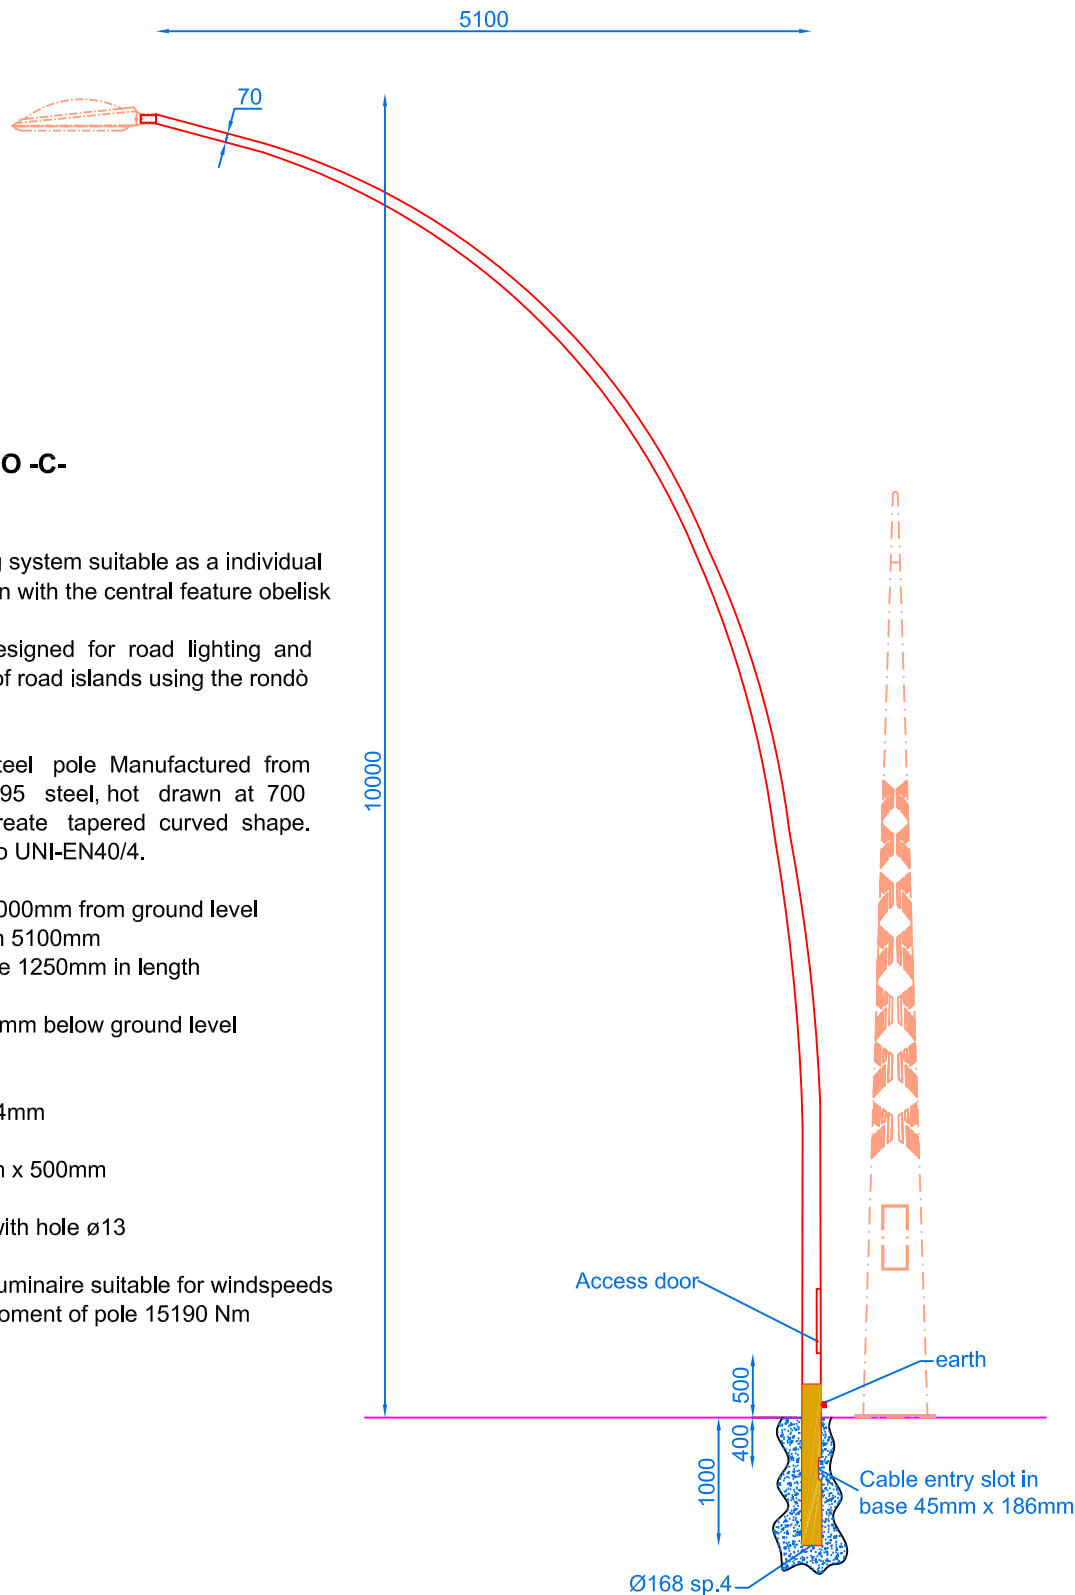 5100
70
O -C-
system suitable as a individual
with the central feature obelisk
esigned for road lighting and
of road islands using the rondò
teel pole Manufactured from
95 steel, hot drawn at 700
reate tapered curved shape.
o UNI-EN40/4.
10000
000mm from ground level
5100mm
e 1250mm in length
mm below ground level
4mm
x 500mm
with hole ø13
uminaire suitable for windspeeds
oment of pole 15190 Nm
Access door
earth
500
400
1000
Cable entry slot in
base 45mm x 186mm
Ø168 sp.4